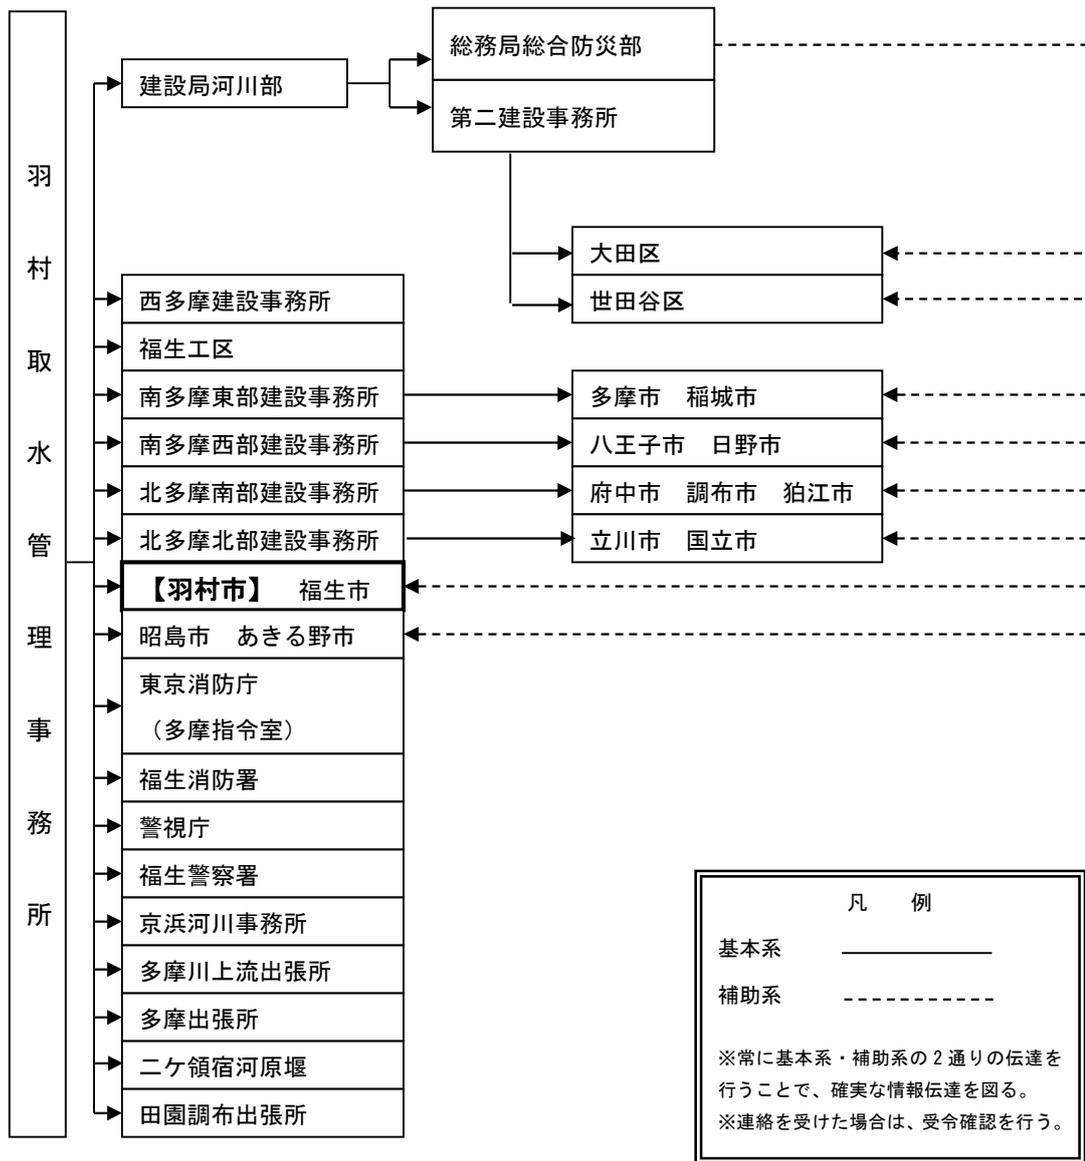 羽村取水管理事務所
総務局総合防災部
建設局河川部
第二建設事務所
大田区
世田谷区
西多摩建設事務所
福生工区
南多摩東部建設事務所
多摩市　稲城市
南多摩西部建設事務所
八王子市　日野市
北多摩南部建設事務所
府中市　調布市　狛江市
北多摩北部建設事務所
立川市　国立市
【羽村市】　福生市
昭島市　あきる野市
東京消防庁
（多摩指令室）
福生消防署
警視庁
福生警察署
京浜河川事務所
多摩川上流出張所
多摩出張所
二ケ領宿河原堰
田園調布出張所
凡　例
基本系
補助系
※常に基本系・補助系の２通りの伝達を
行うことで、確実な情報伝達を図る。
※連絡を受けた場合は、受令確認を行う。